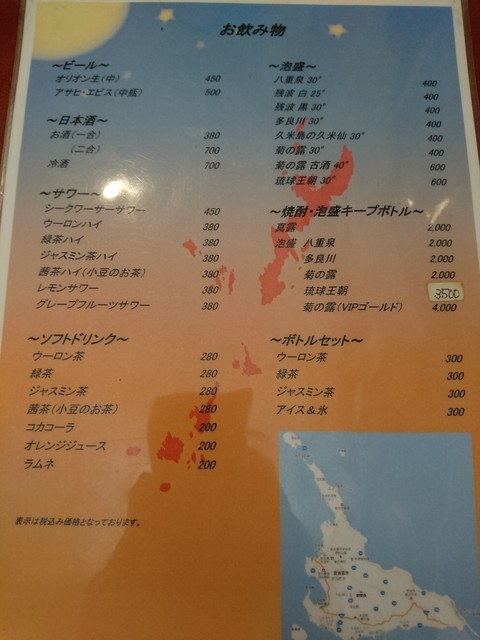 お飲み物
～ビール～
オリオン生(中) 450
アサヒ・エビス(中瓶) 500
～日本酒～
お酒(一合) 380
(二合) 700
冷酒 700
～サワー～
シークワーサーサワー 450
ウーロンハイ 380
緑茶ハイ 380
ジャスミン茶ハイ 380
茜茶ハイ(小豆のお茶) 380
レモンサワー 380
グレープフルーツサワー 380
～ソフトドリンク～
ウーロン茶 280
緑茶 280
ジャスミン茶 280
茜茶(小豆のお茶) 280
コカコーラ 200
オレンジジュース 200
ラムネ 200
表示は税込み価格となっております。
～泡盛～
八重泉 30° 400
残波 白 25° 400
残波 黒 30° 400
多良川 30° 400
久米島の久米仙 30° 400
菊の露 30° 400
菊の露 古酒 40° 600
琉球王朝 30° 600
～焼酎・泡盛キープボトル～
真露 2,000
泡盛 八重泉 2,000
多良川 2,000
菊の露 2,000
琉球王朝 3500
菊の露(VIPゴールド) 4,000
～ボトルセット～
ウーロン茶 300
緑茶 300
ジャスミン茶 300
アイス＆氷 300